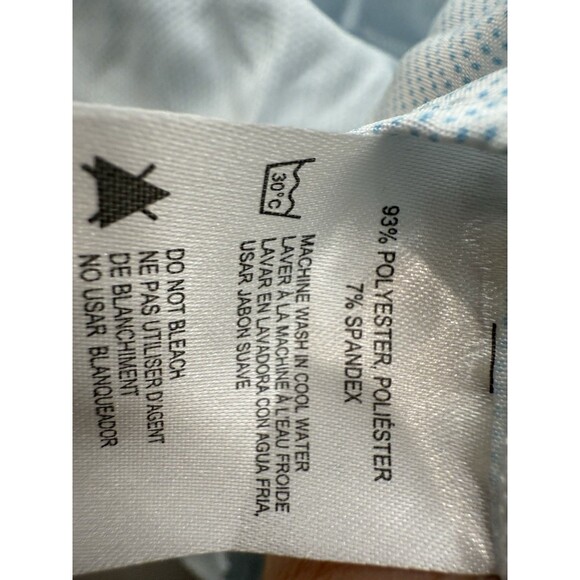 93% POLYESTER, POLIÉSTER
7% SPANDEX
30°C
MACHINE WASH IN COOL WATER
LAVER À LA MACHINE À L'EAU FROIDE
LAVAR EN LAVADORA CON AGUA FRIA,
USAR JABON SUAVE
DO NOT BLEACH
NE PAS UTILISER D'AGENT
DE BLANCHIMENT
NO USAR BLANQUEADOR